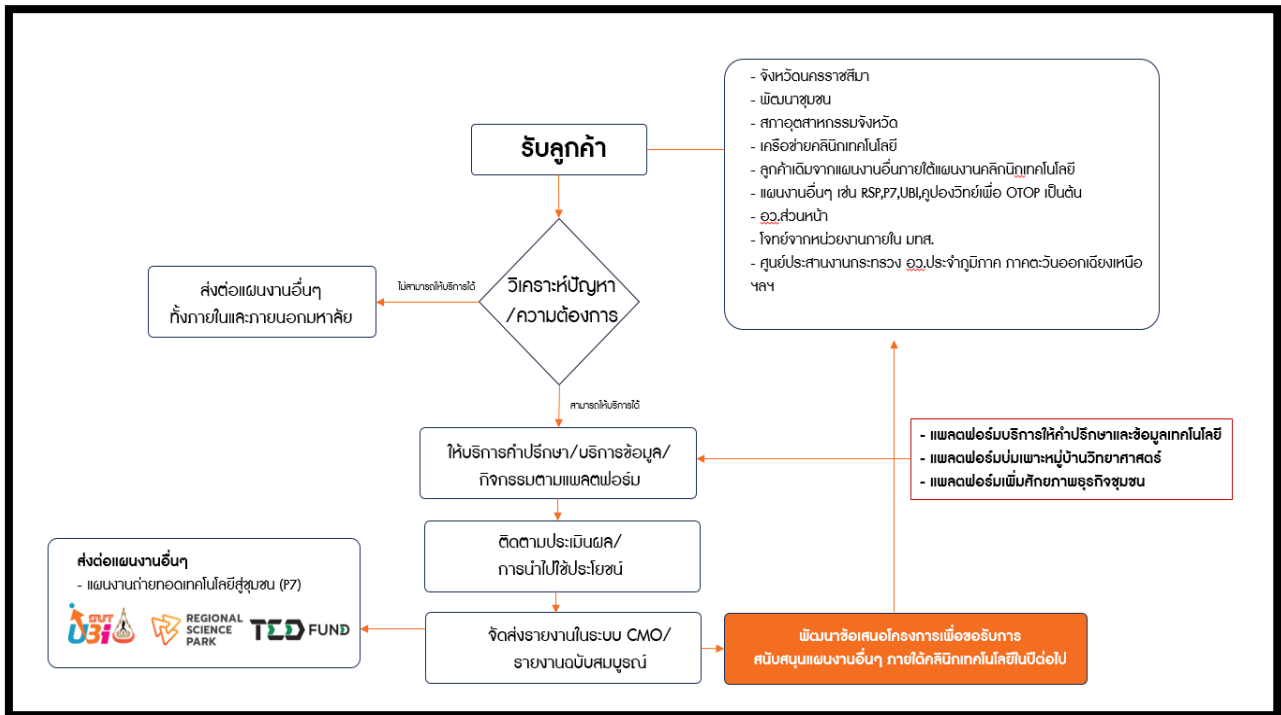 รับลูกค้า
- จังหวัดนครราชสีมา
- พัฒนาชุมชน
- สภาอุตสาหกรรมจังหวัด
- เครือข่ายคลินิกเทคโนโลยี
- ลูกค้าเดิมจากแผนงานอื่นภายใต้แผนงานคลิกนิกเทคโนโลยี
- แผนงานอื่นๆ เช่น RSP,P7,UBI,คูปองวิทย์เพื่อ OTOP เป็นต้น
- อว.ส่วนหน้า
- โจทย์จากหน่วยงานภายใน มทส.
- ศูนย์ประสานงานกระทรวง อว.ประจำภูมิภาค ภาคตะวันออกเฉียงเหนือ
ฯลฯ
วิเคราะห์ปัญหา
/ความต้องการ
ไม่สามารถให้บริการได้
ส่งต่อแผนงานอื่นๆ
ทั้งภายในและภายนอกมหาลัย
สามารถให้บริการได้
ให้บริการคำปรึกษา/บริการข้อมูล/
กิจกรรมตามแพลตฟอร์ม
- แพลตฟอร์มบริการให้คำปรึกษาและข้อมูลเทคโนโลยี
- แพลตฟอร์มบ่มเพาะหมู่บ้านวิทยาศาสตร์
- แพลตฟอร์มเพิ่มศักยภาพธุรกิจชุมชน
ติดตามประเมินผล/
การนำไปใช้ประโยชน์
จัดส่งรายงานในระบบ CMO/
รายงานฉบับสมบูรณ์
ส่งต่อแผนงานอื่นๆ
- แผนงานถ่ายทอดเทคโนโลยีสู่ชุมชน (P7)
SUT
UBI
REGIONAL
SCIENCE
PARK
TED FUND
พัฒนาข้อเสนอโครงการเพื่อขอรับการ
สนับสนุนแผนงานอื่นๆ ภายใต้คลินิกเทคโนโลยีในปีต่อไป